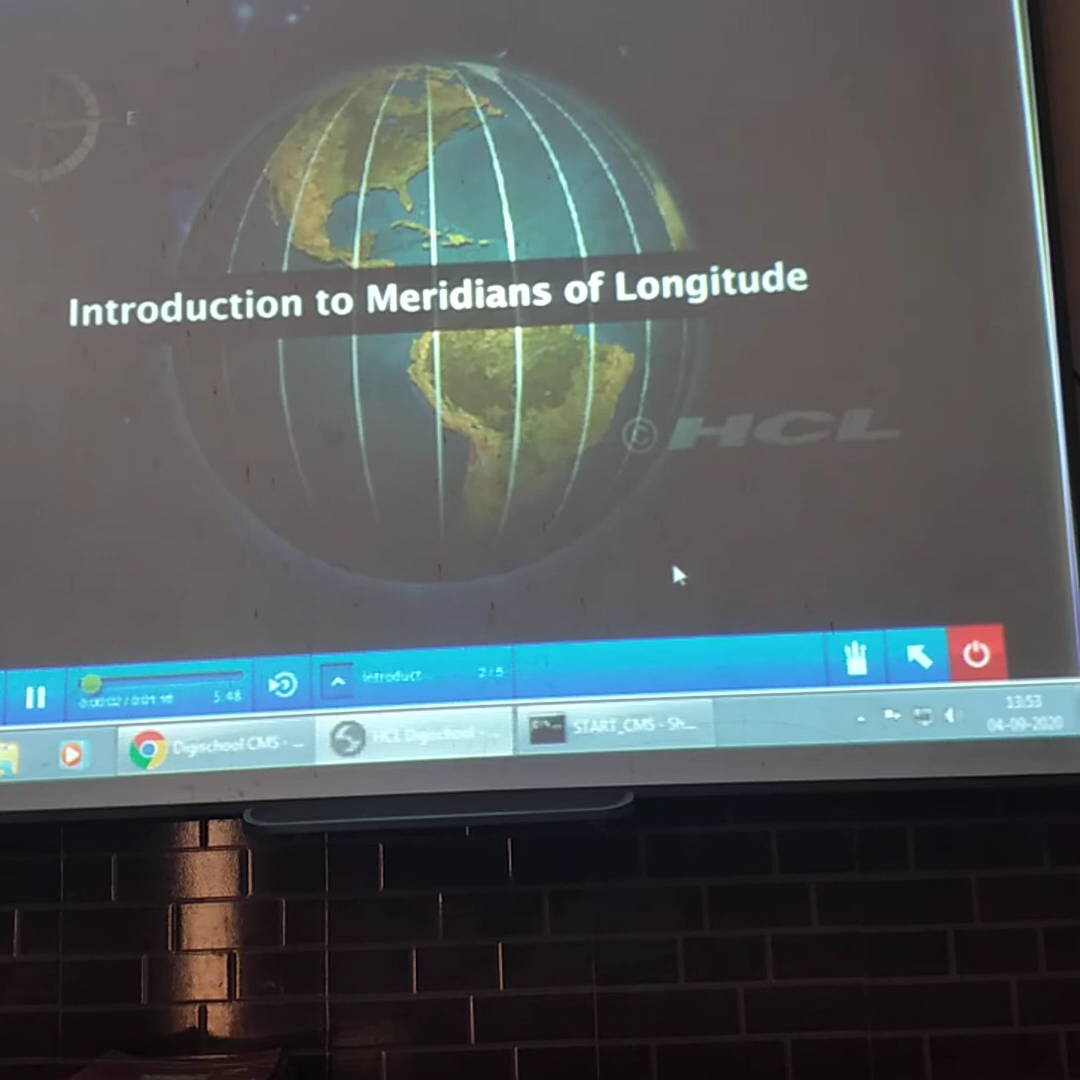 E
Introduction to Meridians of Longitude
© HCL
5:48
Introduct
2/5
Digischool CMS - ...
HCL Digischool - ...
START_CMS - Sh...
13:53
04-09-2020